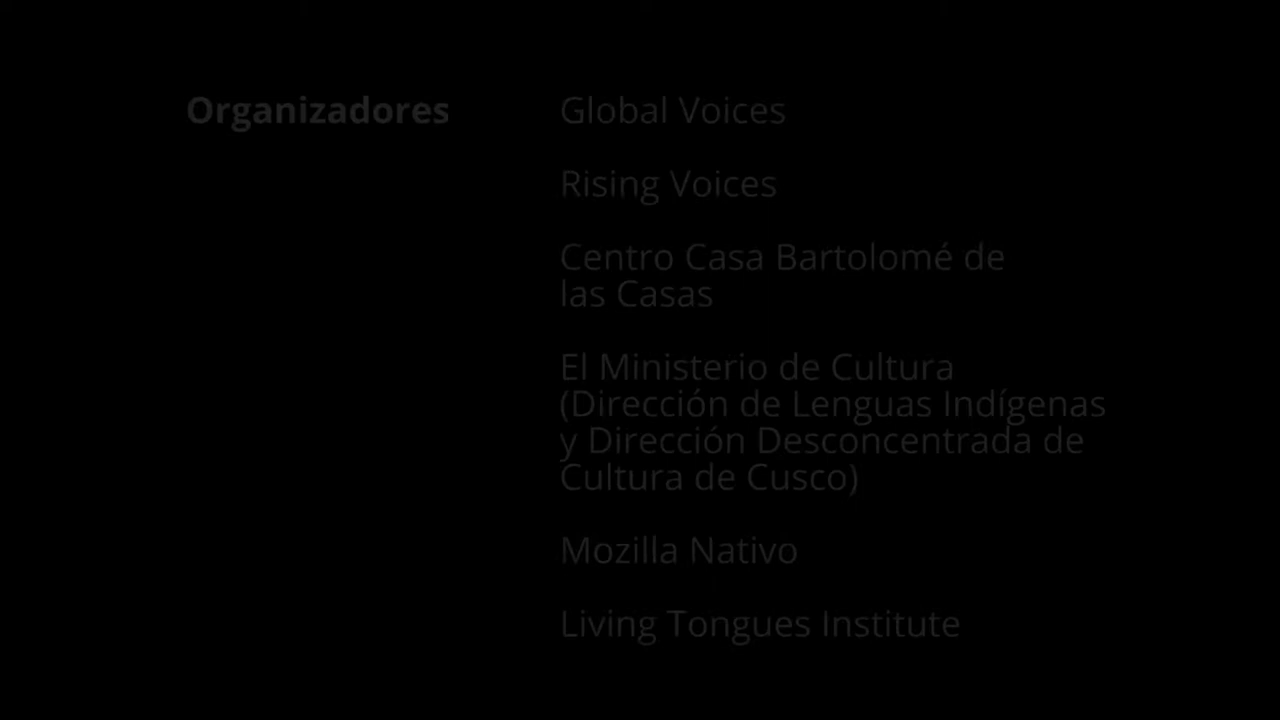 Organizadores
Global Voices
Rising Voices
Centro Casa Bartolomé de
las Casas
El Ministerio de Cultura
(Dirección de Lenguas Indígenas
y Dirección Desconcentrada de
Cultura de Cusco)
Mozilla Nativo
Living Tongues Institute